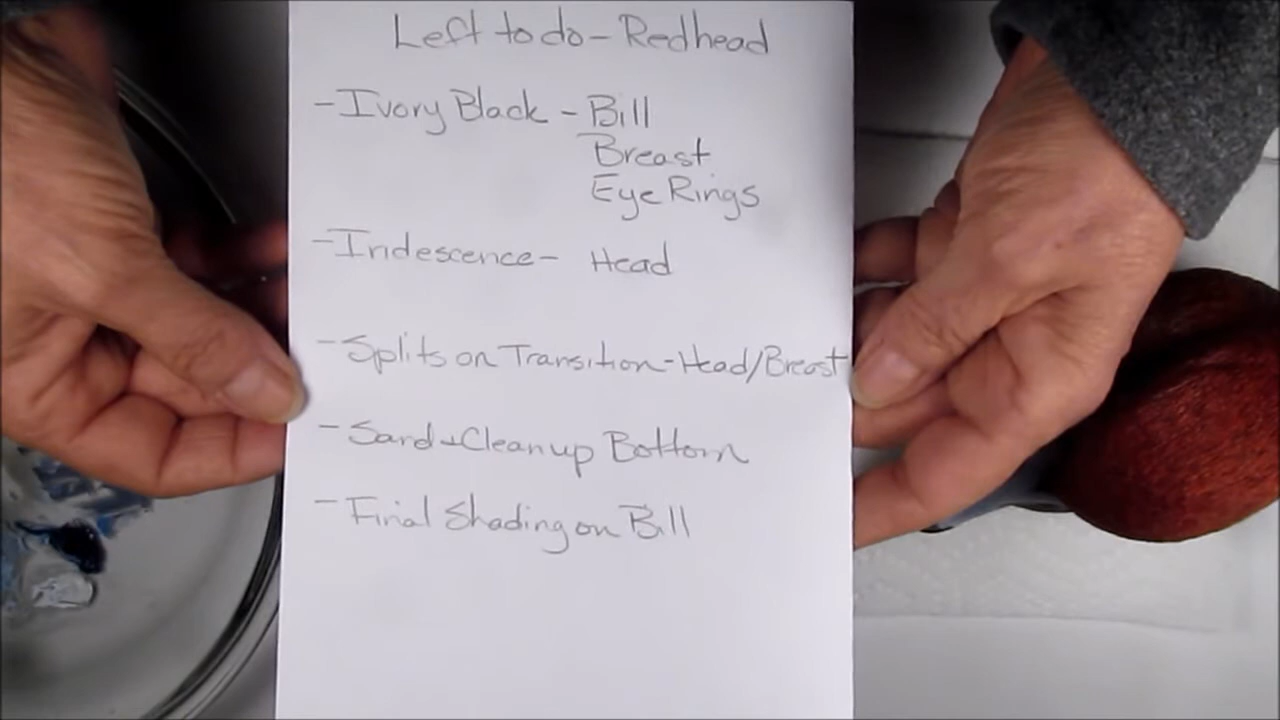 Left to do - Redhead
- Ivory Black - Bill
Breast
Eye Rings
- Iridescence - Head
- Splits on Transition - Head/Breast
- Sand + Clean up Bottom
- Final Shading on Bill